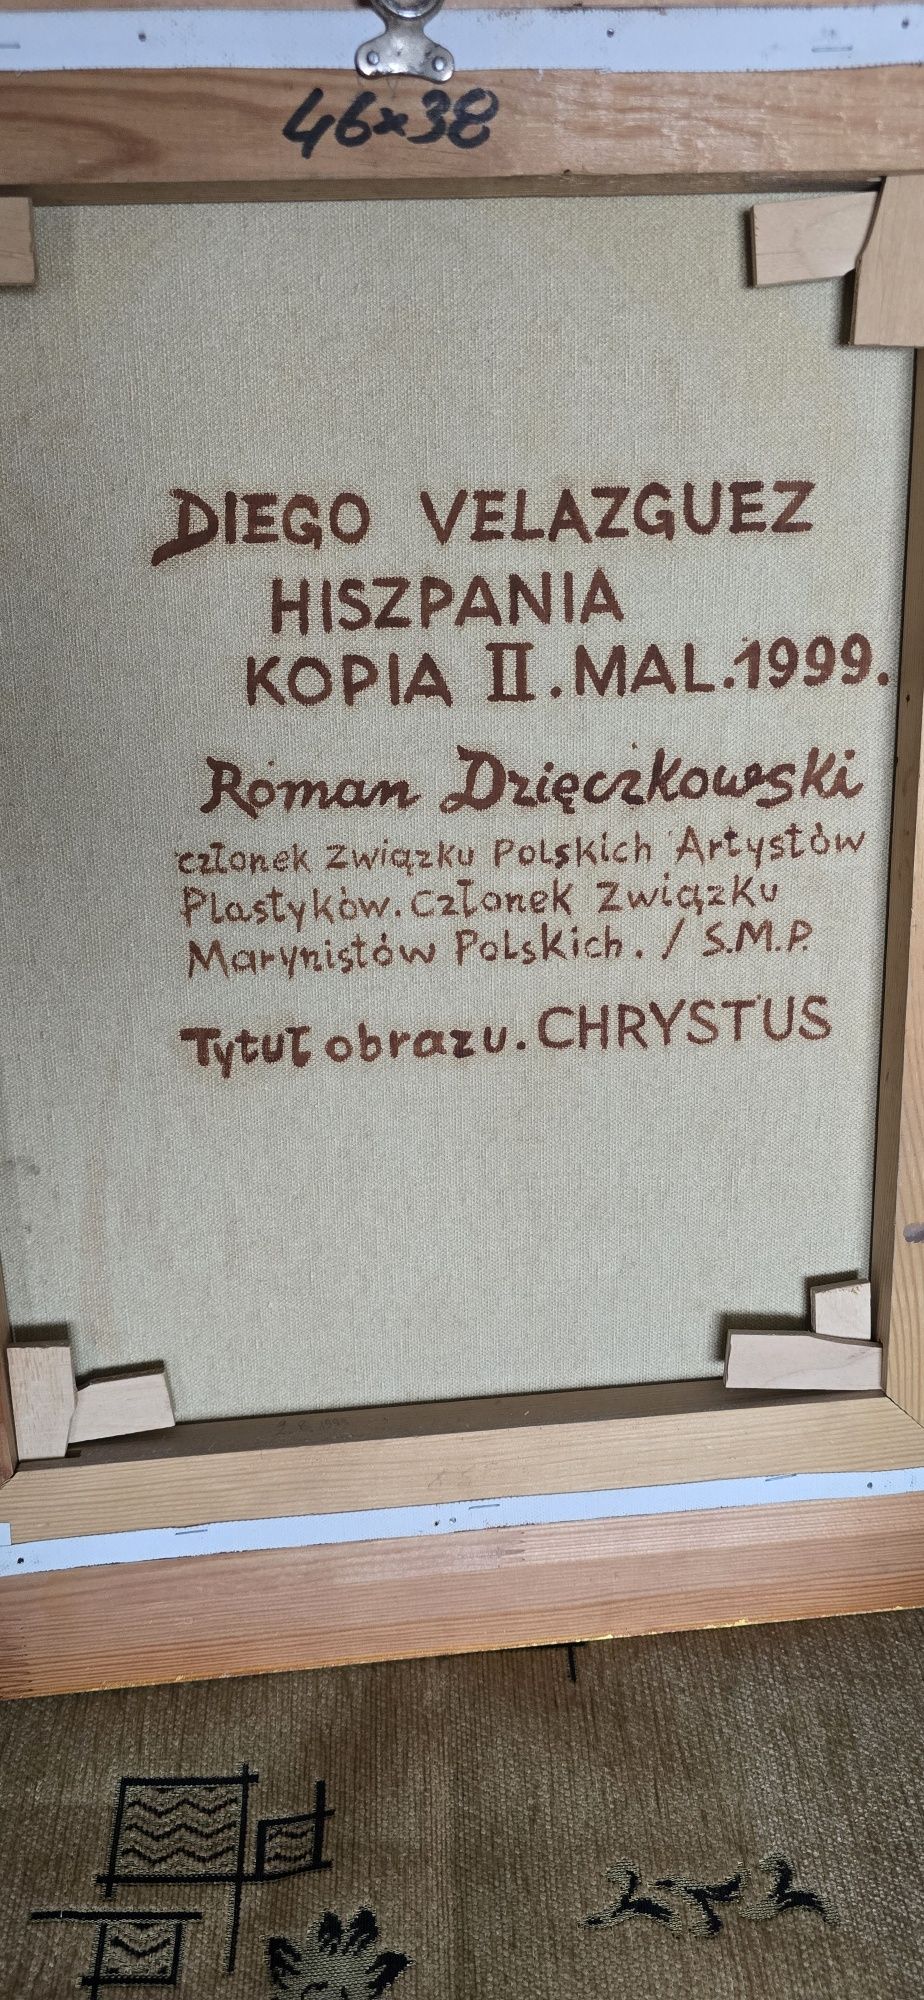 46x38
DIEGO VELAZGUEZ
HISZPANIA
KOPIA II. MAL.1999.
Roman Dzięczkowski
członek Związku Polskich Artystów
Plastyków. Członek Związku
Marynistów Polskich. / S.M.P.
Tytuł obrazu. CHRYSTUS